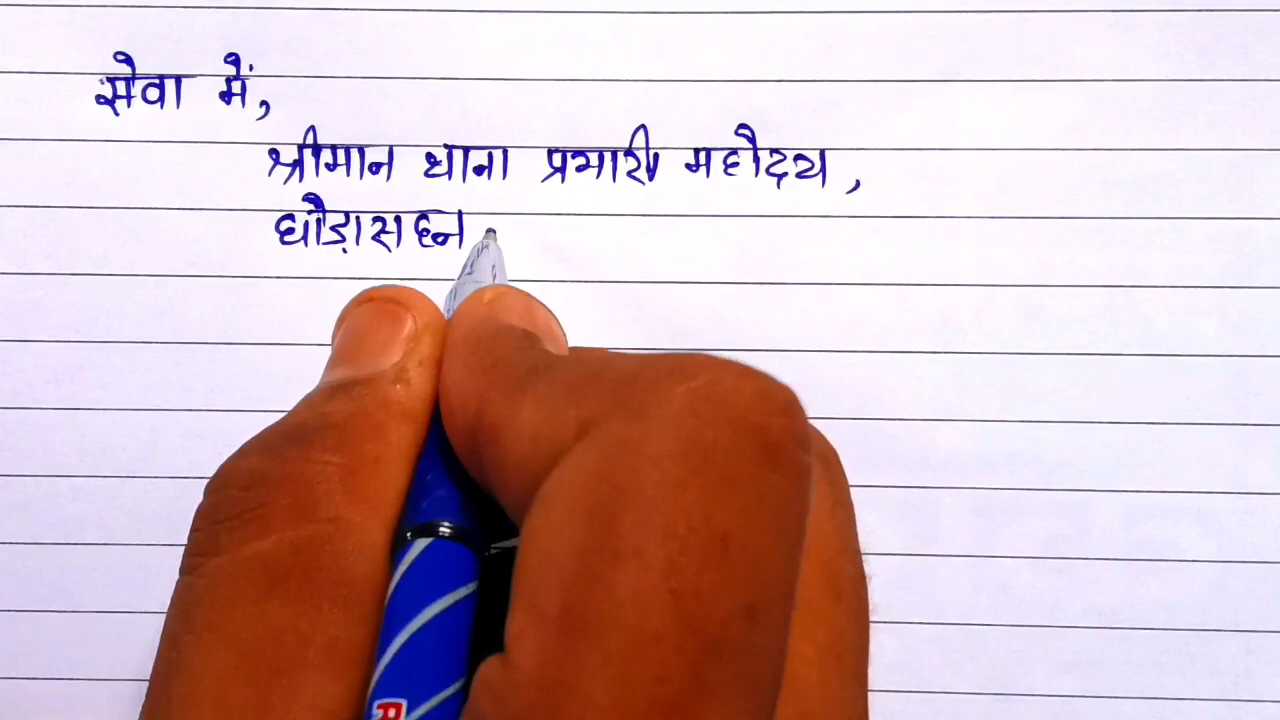 सेवा में,
श्रीमान थाना प्रभारी महोदय,
घोड़ासहन